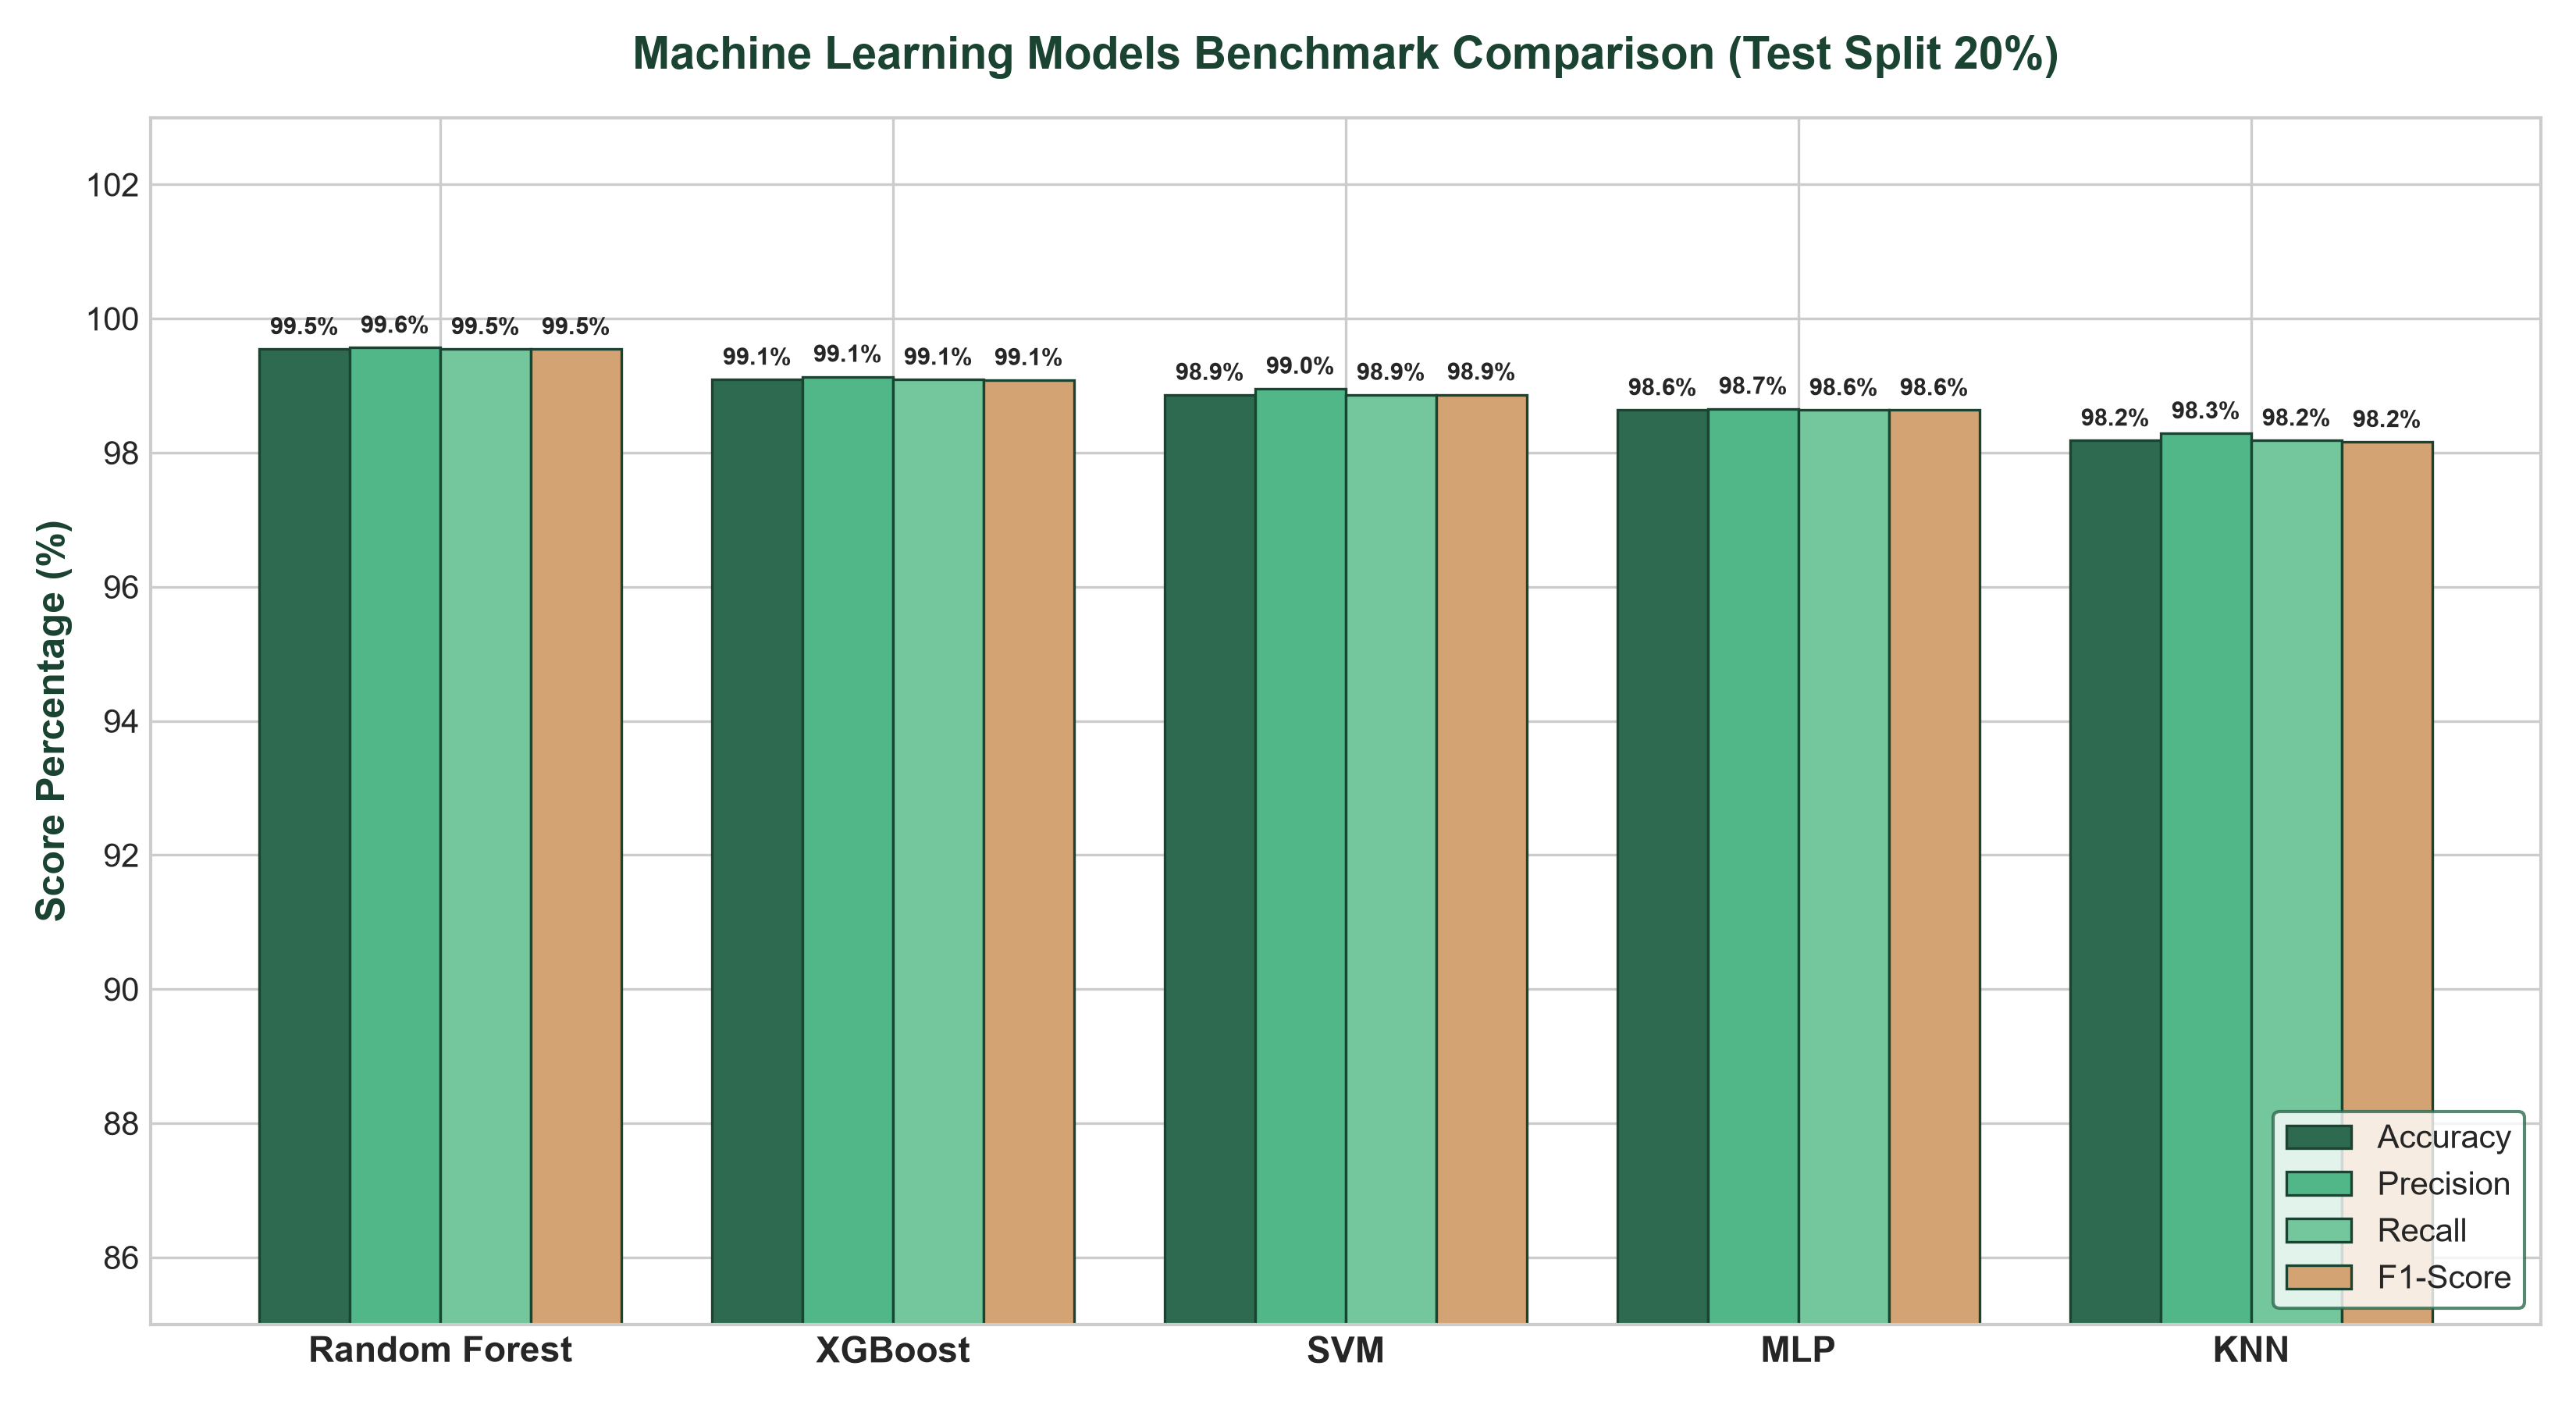 Machine Learning Models Benchmark Comparison (Test Split 20%)
Score Percentage (%)
102
100
98
96
94
92
90
88
86
99.5% 99.6% 99.5% 99.5%
99.1% 99.1% 99.1% 99.1%
98.9% 99.0% 98.9% 98.9%
98.6% 98.7% 98.6% 98.6%
98.2% 98.3% 98.2% 98.2%
Accuracy
Precision
Recall
F1-Score
Random Forest XGBoost SVM MLP KNN